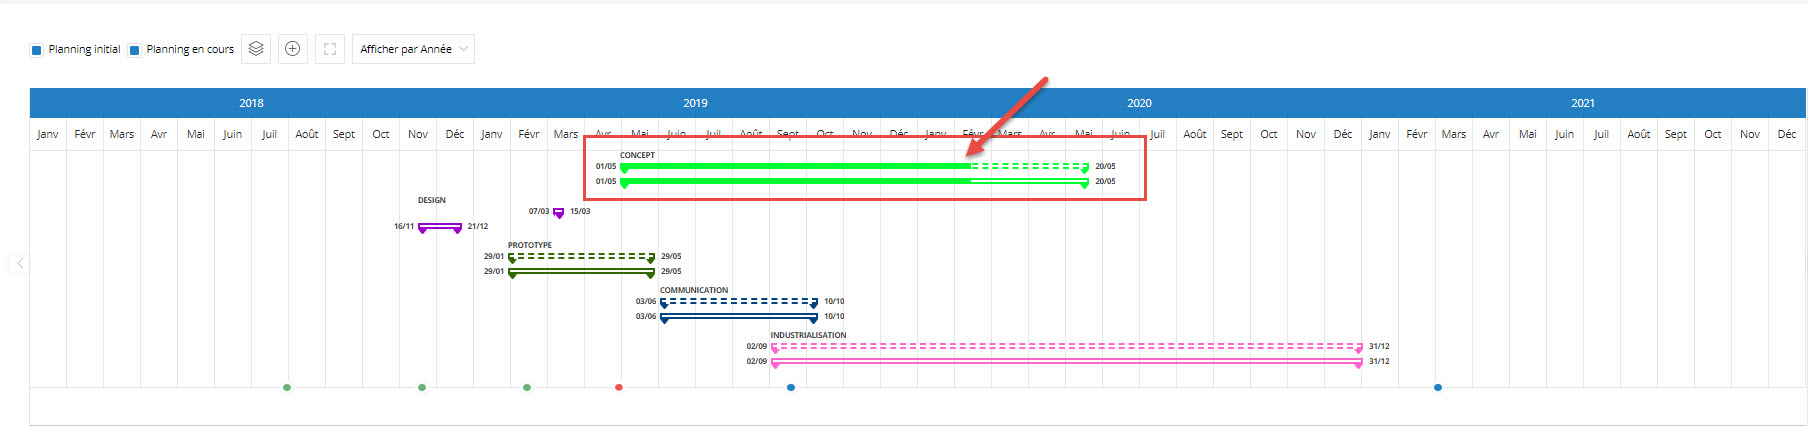 Planning initial Planning en cours Afficher par Année
2018 2019 2020 2021
Janv Févr Mars Avr Mai Juin Juil Août Sept Oct Nov Déc Janv Févr Mars Avr Mai Juin Juil Août Sept Oct Nov Déc Janv Févr Mars Avr Mai Juin Juil Août Sept Oct Nov Déc Janv Févr Mars Avr Mai Juin Juil Août Sept Oct Nov Déc
CONCEPT
01/05 20/05
01/05 20/05
DESIGN
07/03 15/03
16/11 21/12
PROTOTYPE
29/01 29/05
29/01 29/05
COMMUNICATION
03/06 10/10
03/06 10/10
INDUSTRIALISATION
02/09 31/12
02/09 31/12